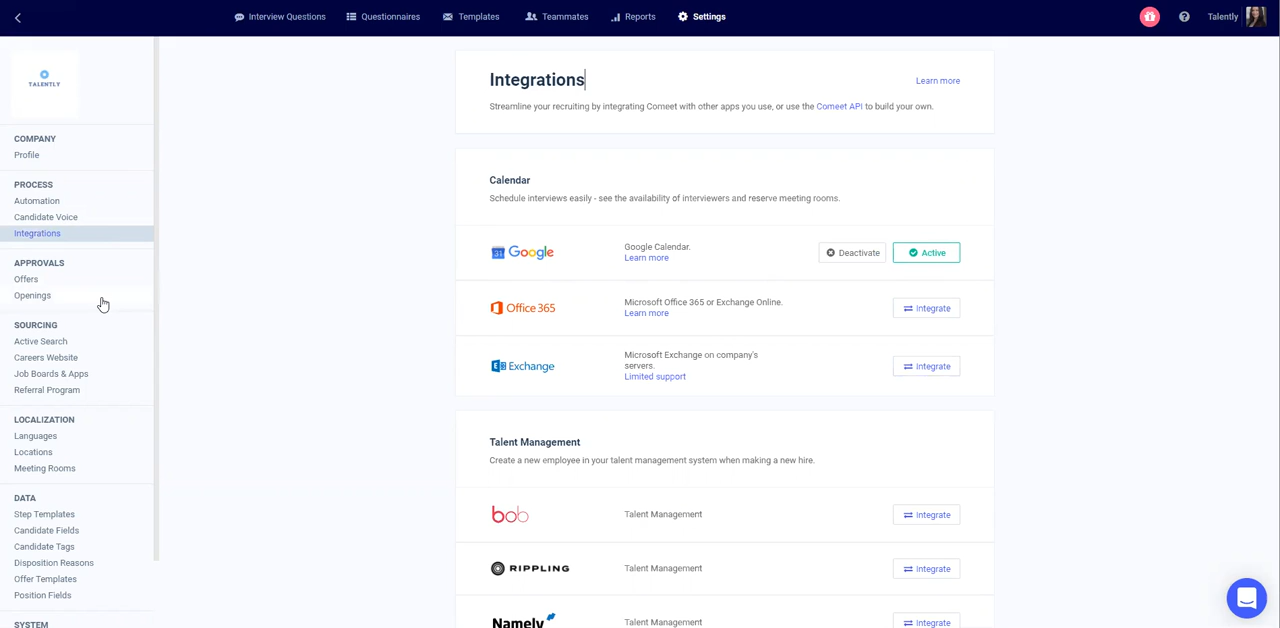 Interview Questions
Questionnaires
Templates
Teammates
Reports
Settings
Talently
TALENTLY
COMPANY
Profile
PROCESS
Automation
Candidate Voice
Integrations
APPROVALS
Offers
Openings
SOURCING
Active Search
Careers Website
Job Boards & Apps
Referral Program
LOCALIZATION
Languages
Locations
Meeting Rooms
DATA
Step Templates
Candidate Fields
Candidate Tags
Disposition Reasons
Offer Templates
Position Fields
SYSTEM
Integrations
Learn more
Streamline your recruiting by integrating Comeet with other apps you use, or use the Comeet API to build your own.
Calendar
Schedule interviews easily - see the availability of interviewers and reserve meeting rooms.
31 Google
Google Calendar.
Learn more
Deactivate
Active
Office 365
Microsoft Office 365 or Exchange Online.
Learn more
Integrate
Exchange
Microsoft Exchange on company's
servers.
Limited support
Integrate
Talent Management
Create a new employee in your talent management system when making a new hire.
bob
Talent Management
Integrate
RIPPLING
Talent Management
Integrate
Namely
Talent Management
Integrate